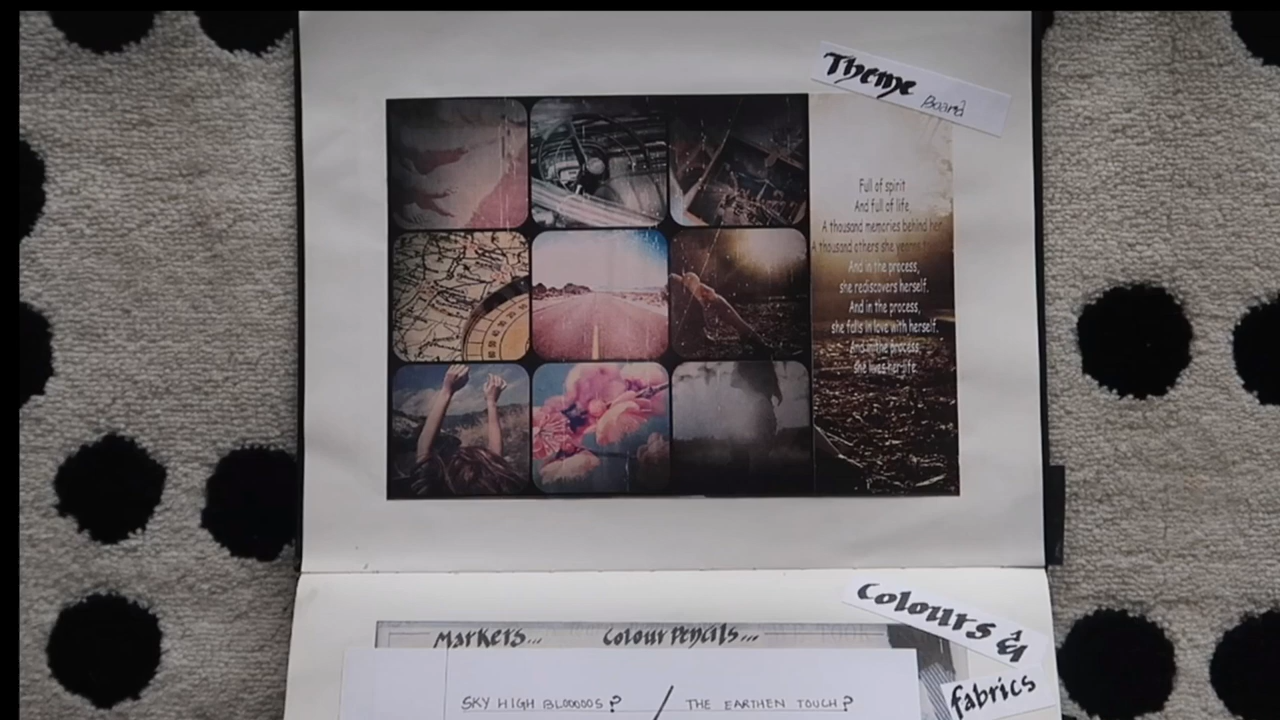 Theme
Board
Full of spirit
And full of life,
A thousand memories behind her,
A thousand others she yearns
And in the process,
she rediscovers herself.
And in the process,
she falls in love with herself.
And in the process
she lives her life.
Colours &
fabrics
Markers... Colour Pencils...
SKY HIGH BLOOOOS? / THE EARTHEN TOUCH?